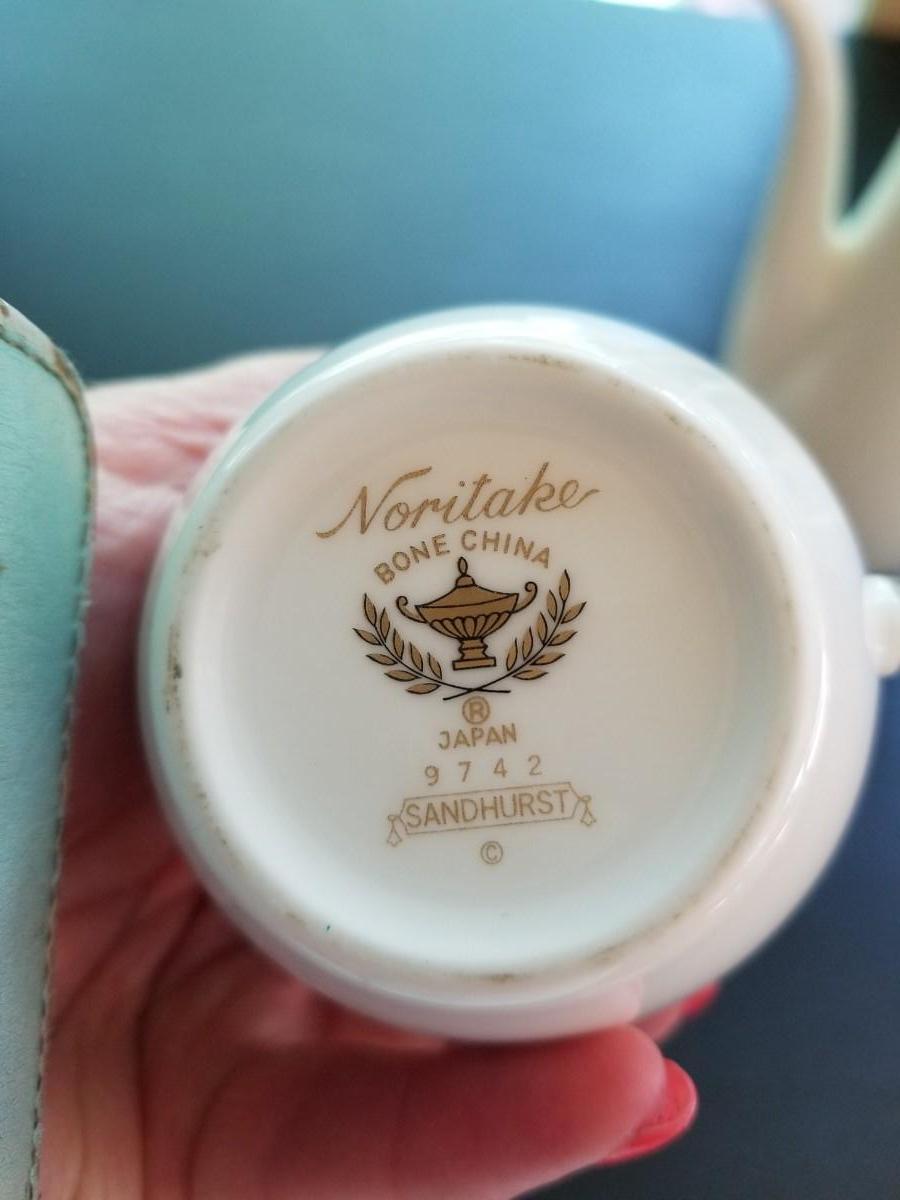 Noritake
BONE CHINA
®
JAPAN
9742
SANDHURST
©